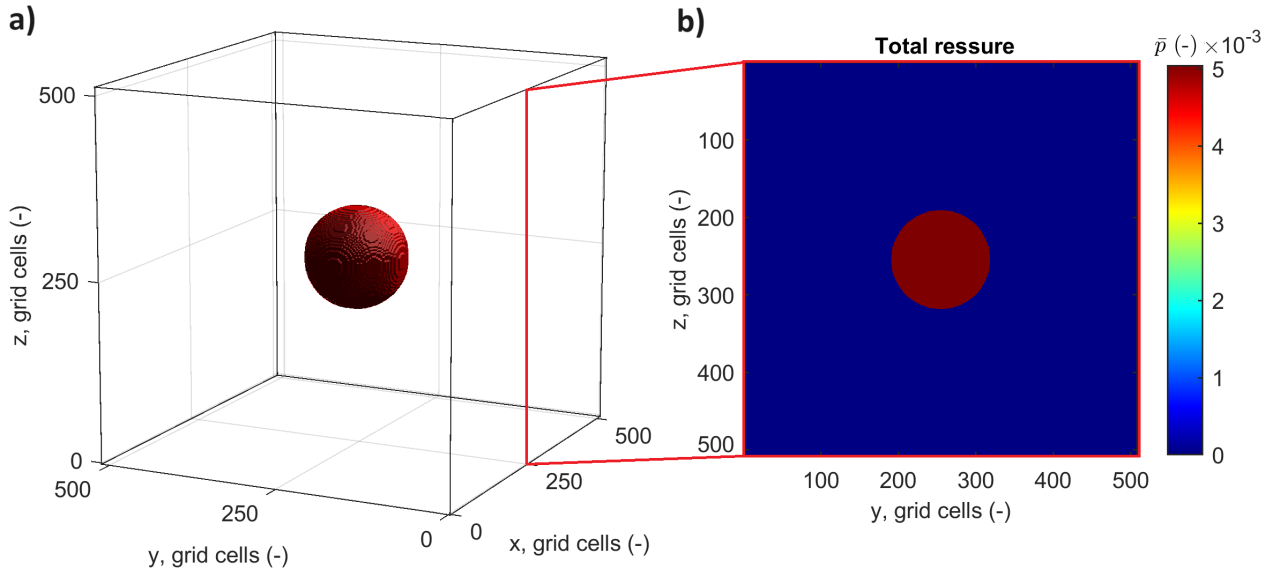 a)
500
250
0
z, grid cells (-)
500
250
0
y, grid cells (-)
0
250
500
x, grid cells (-)
b)
Total ressure
p̄ (-) ×10⁻³
100
200
300
400
500
z, grid cells (-)
100 200 300 400 500
y, grid cells (-)
5
4
3
2
1
0